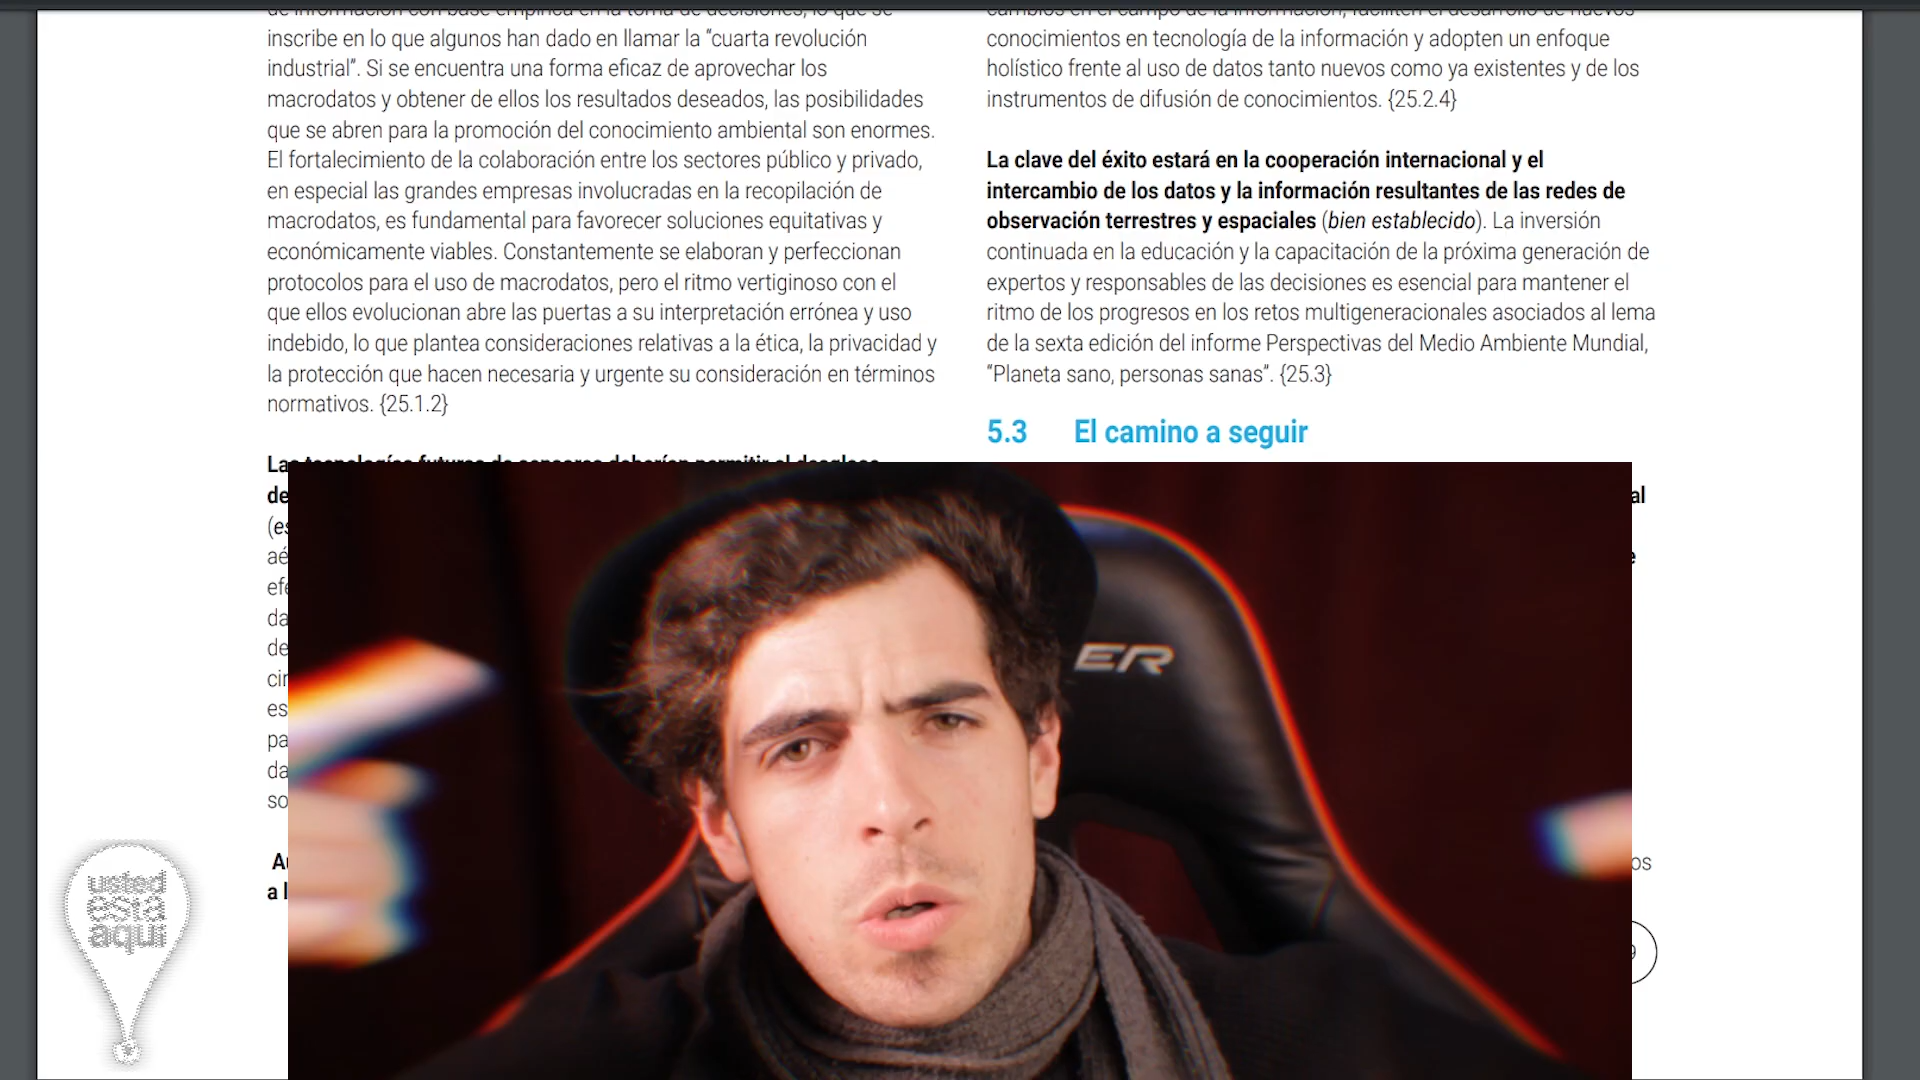 inscribe en lo que algunos han dado en llamar la “cuarta revolución
industrial”. Si se encuentra una forma eficaz de aprovechar los
macrodatos y obtener de ellos los resultados deseados, las posibilidades
que se abren para la promoción del conocimiento ambiental son enormes.
El fortalecimiento de la colaboración entre los sectores público y privado,
en especial las grandes empresas involucradas en la recopilación de
macrodatos, es fundamental para favorecer soluciones equitativas y
económicamente viables. Constantemente se elaboran y perfeccionan
protocolos para el uso de macrodatos, pero el ritmo vertiginoso con el
que ellos evolucionan abre las puertas a su interpretación errónea y uso
indebido, lo que plantea consideraciones relativas a la ética, la privacidad y
la protección que hacen necesaria y urgente su consideración en términos
normativos. {25.1.2}
conocimientos en tecnología de la información y adopten un enfoque
holístico frente al uso de datos tanto nuevos como ya existentes y de los
instrumentos de difusión de conocimientos. {25.2.4}
La clave del éxito estará en la cooperación internacional y el
intercambio de los datos y la información resultantes de las redes de
observación terrestres y espaciales (bien establecido). La inversión
continuada en la educación y la capacitación de la próxima generación de
expertos y responsables de las decisiones es esencial para mantener el
ritmo de los progresos en los retos multigeneracionales asociados al lema
de la sexta edición del informe Perspectivas del Medio Ambiente Mundial,
“Planeta sano, personas sanas”. {25.3}
5.3 El camino a seguir
ER
usted
está
aquí